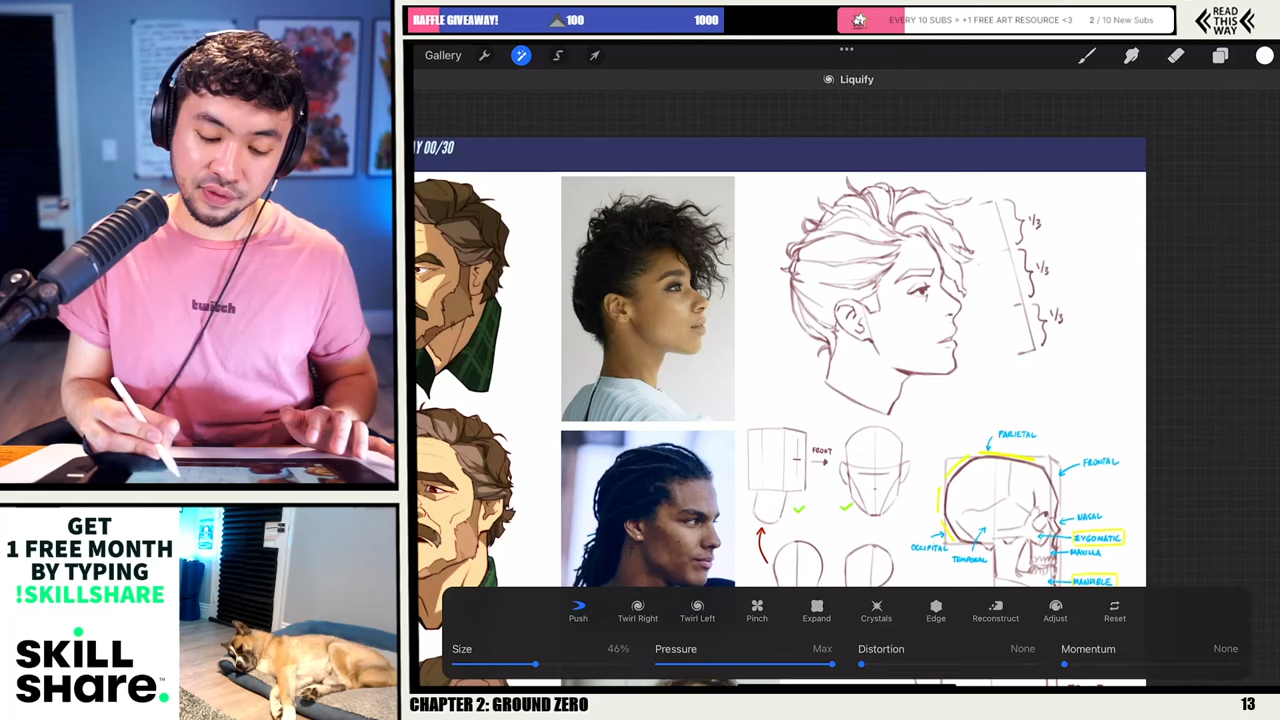 RAFFLE GIVEAWAY!
100
1000
EVERY 10 SUBS = +1 FREE ART RESOURCE <3
2 / 10 New Subs
READ
THIS
WAY
Gallery
Liquify
AY 00/30
1/3
1/3
1/3
twitch
FRONT
PARIETAL
FRONTAL
NASAL
ZYGOMATIC
MAXILLA
MANDIBLE
OCCIPITAL
TEMPORAL
Push
Twirl Right
Twirl Left
Pinch
Expand
Crystals
Edge
Reconstruct
Adjust
Reset
Size
46%
Pressure
Max
Distortion
None
Momentum
None
GET
1 FREE MONTH
BY TYPING
!SKILLSHARE
SKILL
SHaRe.
CHAPTER 2: GROUND ZERO
13